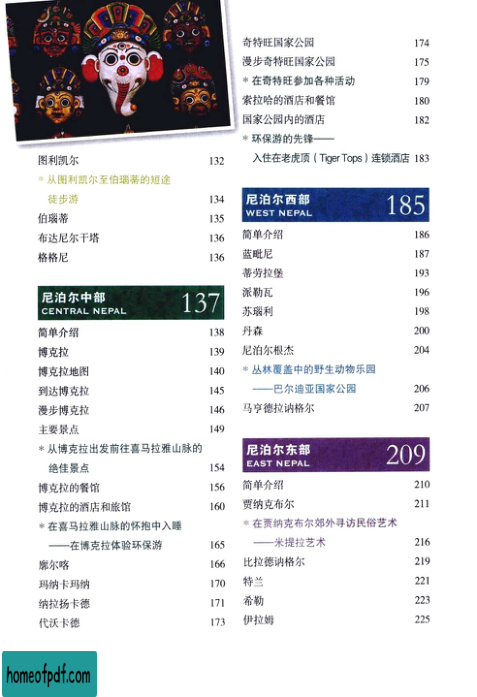 图利凯尔 132
* 从图利凯尔至伯瑞蒂的短途
徒步游 134
伯瑞蒂 135
布达尼尔干塔 136
格格尼 136
尼泊尔中部
CENTRAL NEPAL 137
简单介绍 138
博克拉 139
博克拉地图 140
到达博克拉 145
漫步博克拉 146
主要景点 149
* 从博克拉出发前往喜马拉雅山脉的
绝佳景点 154
博克拉的餐馆 156
博克拉的酒店和旅馆 160
* 在喜马拉雅山脉的怀抱中入睡
——在博克拉体验环保游 165
廓尔喀 166
玛纳卡玛纳 170
纳拉扬卡德 171
代沃卡德 173
奇特旺国家公园 174
漫步奇特旺国家公园 175
* 在奇特旺参加各种活动 179
索拉哈的酒店和餐馆 180
国家公园内的酒店 182
* 环保游的先锋——
入住在老虎顶（Tiger Tops）连锁酒店 183
尼泊尔西部
WEST NEPAL 185
简单介绍 186
蓝毗尼 187
蒂劳拉堡 193
派勒瓦 196
苏瑞利 198
丹森 200
尼泊尔根杰 204
* 丛林覆盖中的野生动物乐园
——巴尔迪亚国家公园 206
马亨德拉讷格尔 207
尼泊尔东部
EAST NEPAL 209
简单介绍 210
贾纳克布尔 211
* 在贾纳克布尔郊外寻访民俗艺术
——米提拉艺术 216
比拉德讷格尔 219
特兰 221
希勒 223
伊拉姆 225
homeofpdf.com